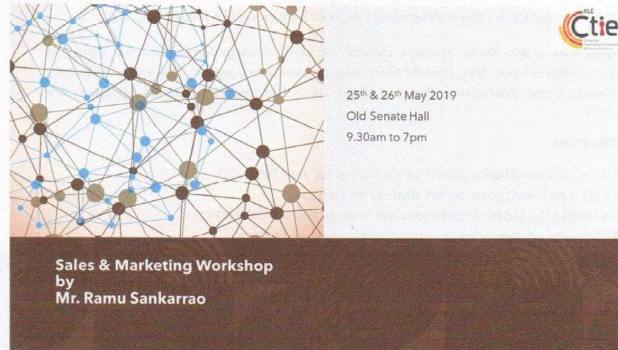 KLE
Ctie
25th & 26th May 2019
Old Senate Hall
9.30am to 7pm
Sales & Marketing Workshop
by
Mr. Ramu Sankarrao